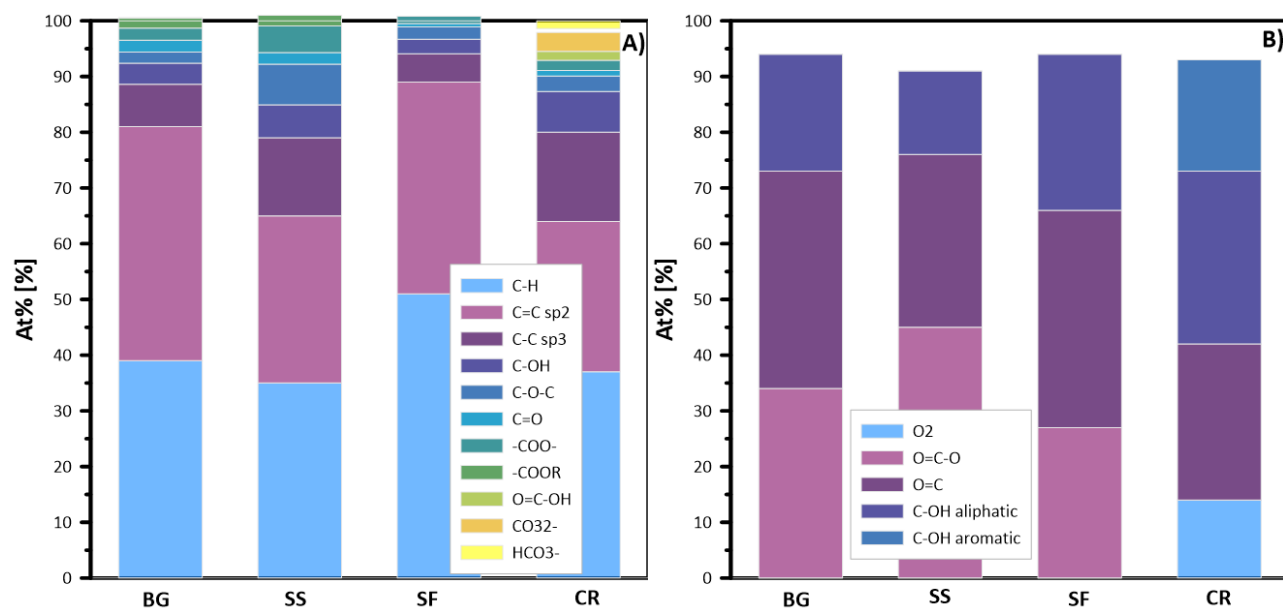 A)
At% [%]
100
90
80
70
60
50
40
30
20
10
0
C-H
C=C sp2
C-C sp3
C-OH
C-O-C
C=O
-COO-
-COOR
O=C-OH
CO32-
HCO3-
BG SS SF CR
B)
At% [%]
100
90
80
70
60
50
40
30
20
10
0
O2
O=C-O
O=C
C-OH aliphatic
C-OH aromatic
BG SS SF CR